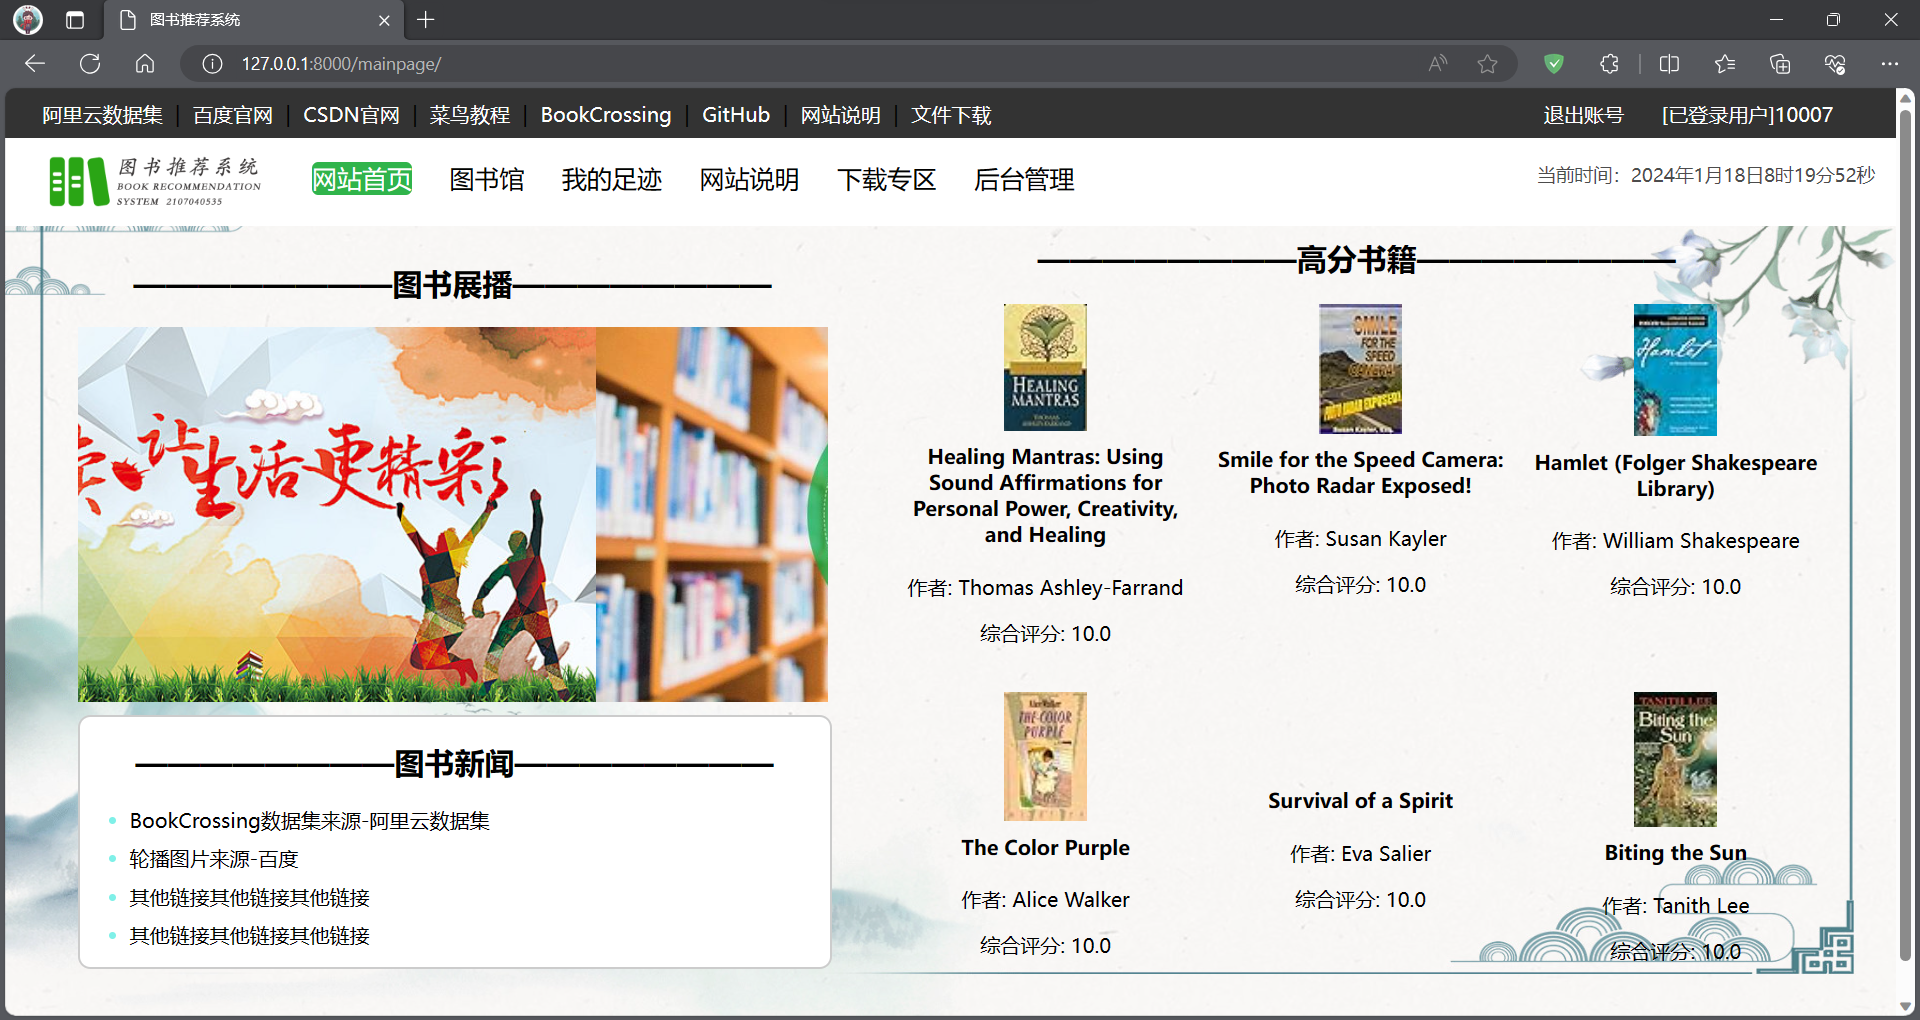 图书推荐系统
127.0.0.1:8000/mainpage/
阿里云数据集 | 百度官网 | CSDN官网 | 菜鸟教程 | BookCrossing | GitHub | 网站说明 | 文件下载
退出账号 [已登录用户]10007
图书推荐系统
BOOK RECOMMENDATION
SYSTEM 2107040535
网站首页 图书馆 我的足迹 网站说明 下载专区 后台管理
当前时间：2024年1月18日8时19分52秒
————————图书展播————————
让生活更精彩
————————图书新闻————————
BookCrossing数据集来源-阿里云数据集
轮播图片来源-百度
其他链接其他链接其他链接
其他链接其他链接其他链接
————————高分书籍————————
HEALING
MANTRAS
Healing Mantras: Using
Sound Affirmations for
Personal Power, Creativity,
and Healing
作者: Thomas Ashley-Farrand
综合评分: 10.0
SMILE
FOR THE
SPEED
CAMERA
PHOTO RADAR EXPOSED!
Susan Kayler, Esq.
Smile for the Speed Camera:
Photo Radar Exposed!
作者: Susan Kayler
综合评分: 10.0
Hamlet
Hamlet (Folger Shakespeare
Library)
作者: William Shakespeare
综合评分: 10.0
Alice Walker
THE COLOR
PURPLE
The Color Purple
作者: Alice Walker
综合评分: 10.0
Survival of a Spirit
作者: Eva Salier
综合评分: 10.0
TANITH LEE
Biting the
Sun
Biting the Sun
作者: Tanith Lee
综合评分: 10.0